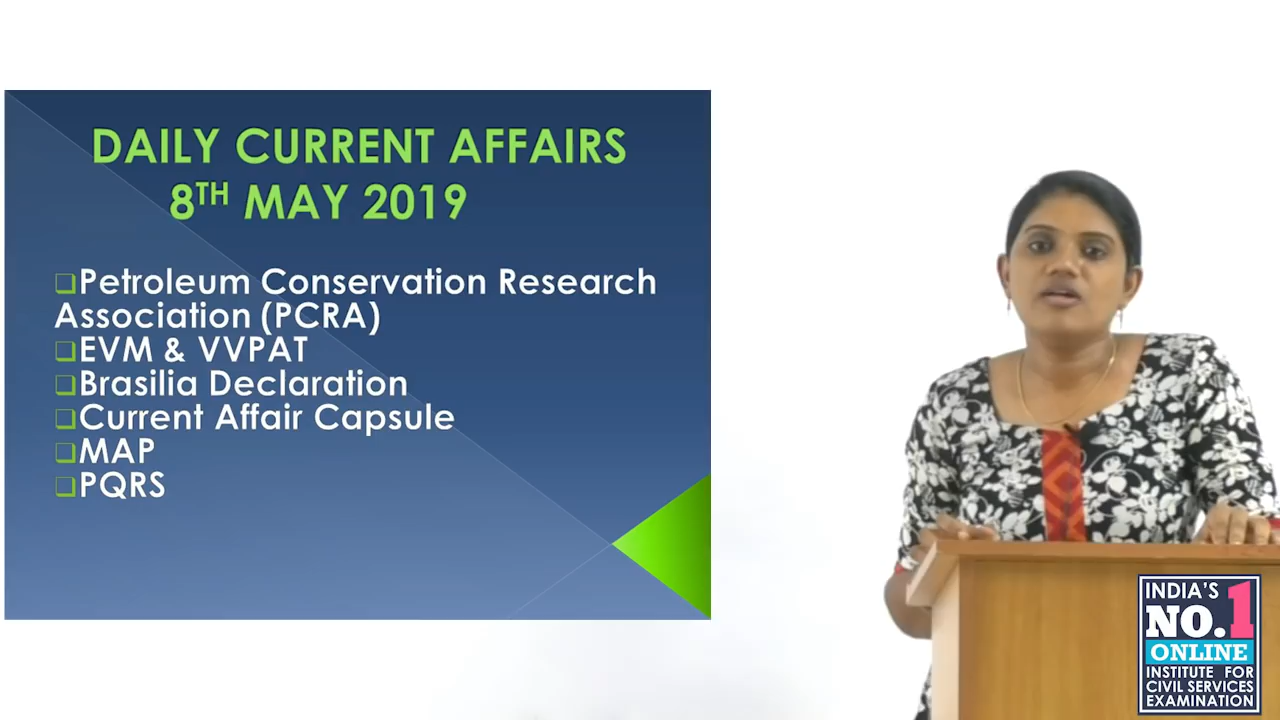 DAILY CURRENT AFFAIRS
8TH MAY 2019
❑Petroleum Conservation Research
Association (PCRA)
❑EVM & VVPAT
❑Brasilia Declaration
❑Current Affair Capsule
❑MAP
❑PQRS
INDIA'S
NO.1
ONLINE
INSTITUTE FOR
CIVIL SERVICES
EXAMINATION